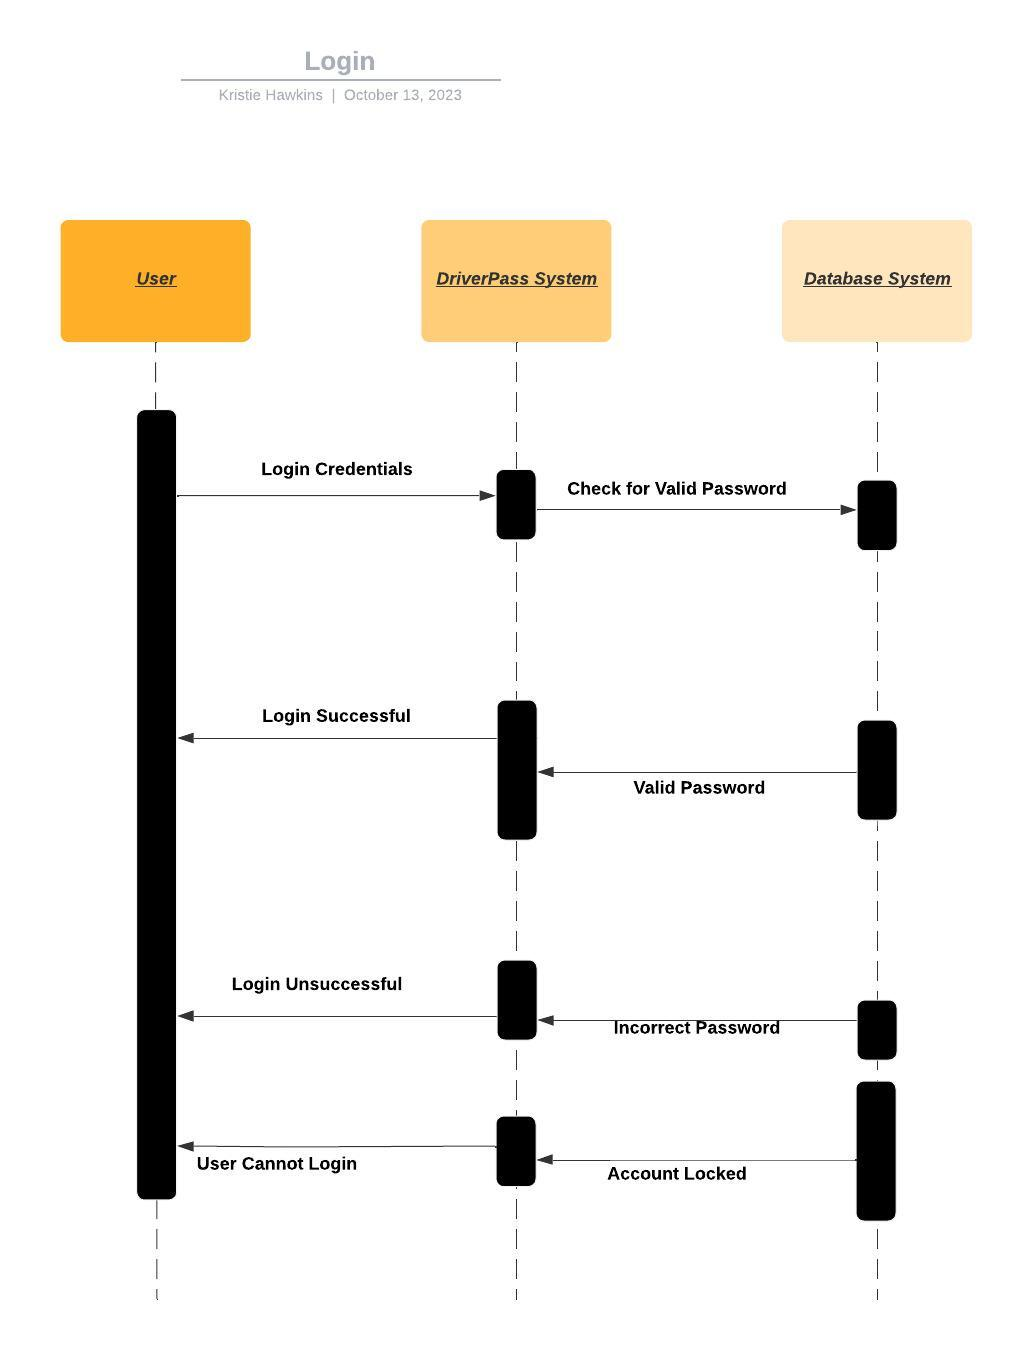 Login
Kristie Hawkins | October 13, 2023
User
DriverPass System
Database System
Login Credentials
Check for Valid Password
Login Successful
Valid Password
Login Unsuccessful
Incorrect Password
User Cannot Login
Account Locked